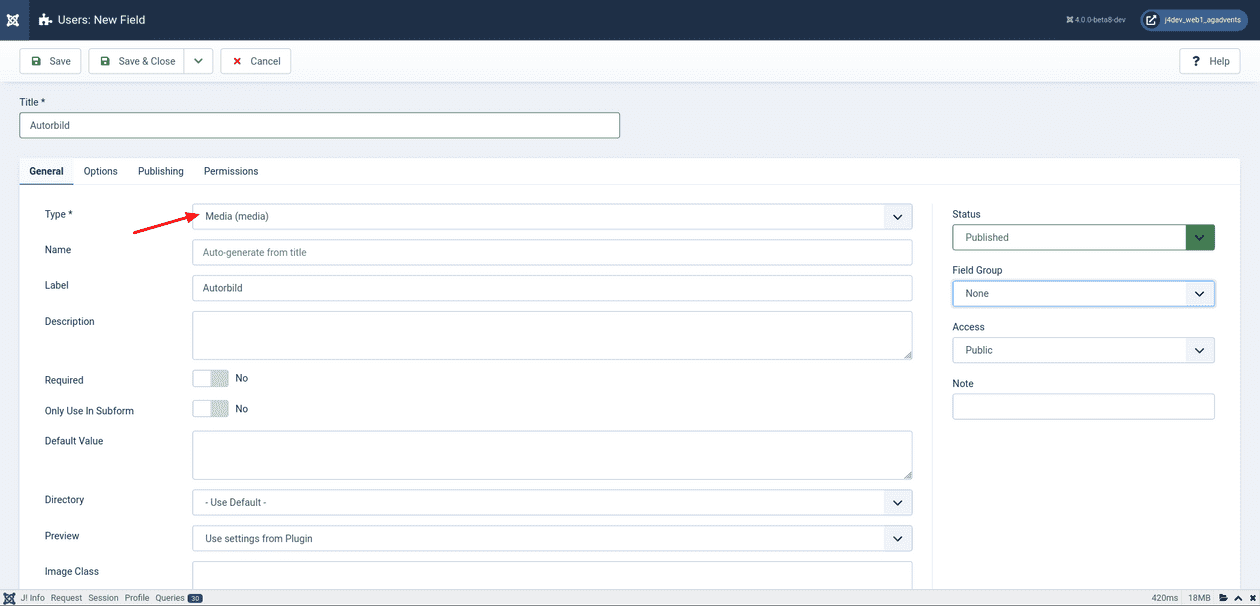 Users: New Field
4.0.0-beta8-dev
j4dev_web1_agadvents
Save
Save & Close
Cancel
? Help
Title *
Autorbild
General Options Publishing Permissions
Type *
Media (media)
Name
Auto-generate from title
Label
Autorbild
Description
Required
No
Only Use In Subform
No
Default Value
Directory
- Use Default -
Preview
Use settings from Plugin
Image Class
Status
Published
Field Group
None
Access
Public
Note
J! Info Request Session Profile Queries 30
420ms 18MB